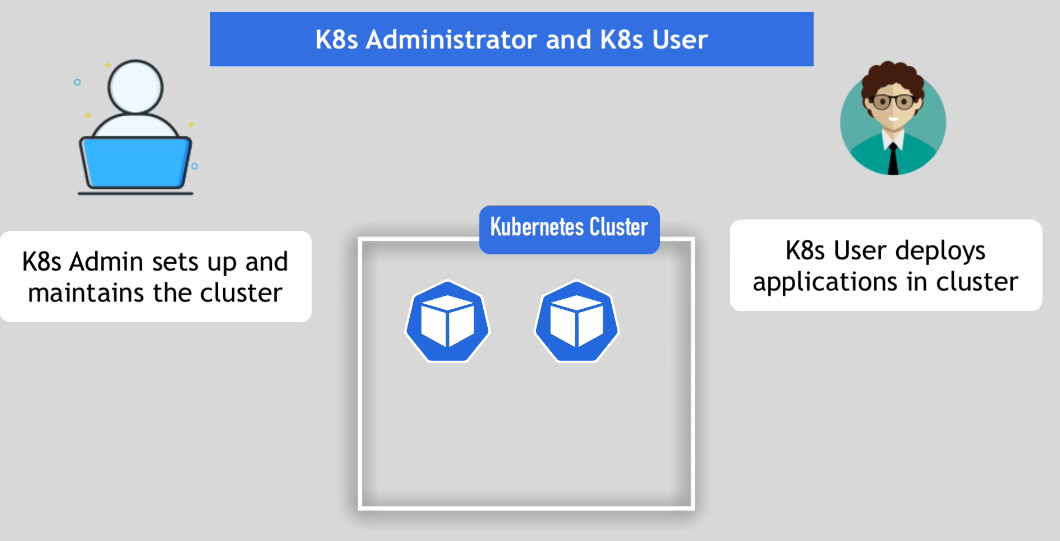 K8s Administrator and K8s User
K8s Admin sets up and
maintains the cluster
Kubernetes Cluster
K8s User deploys
applications in cluster